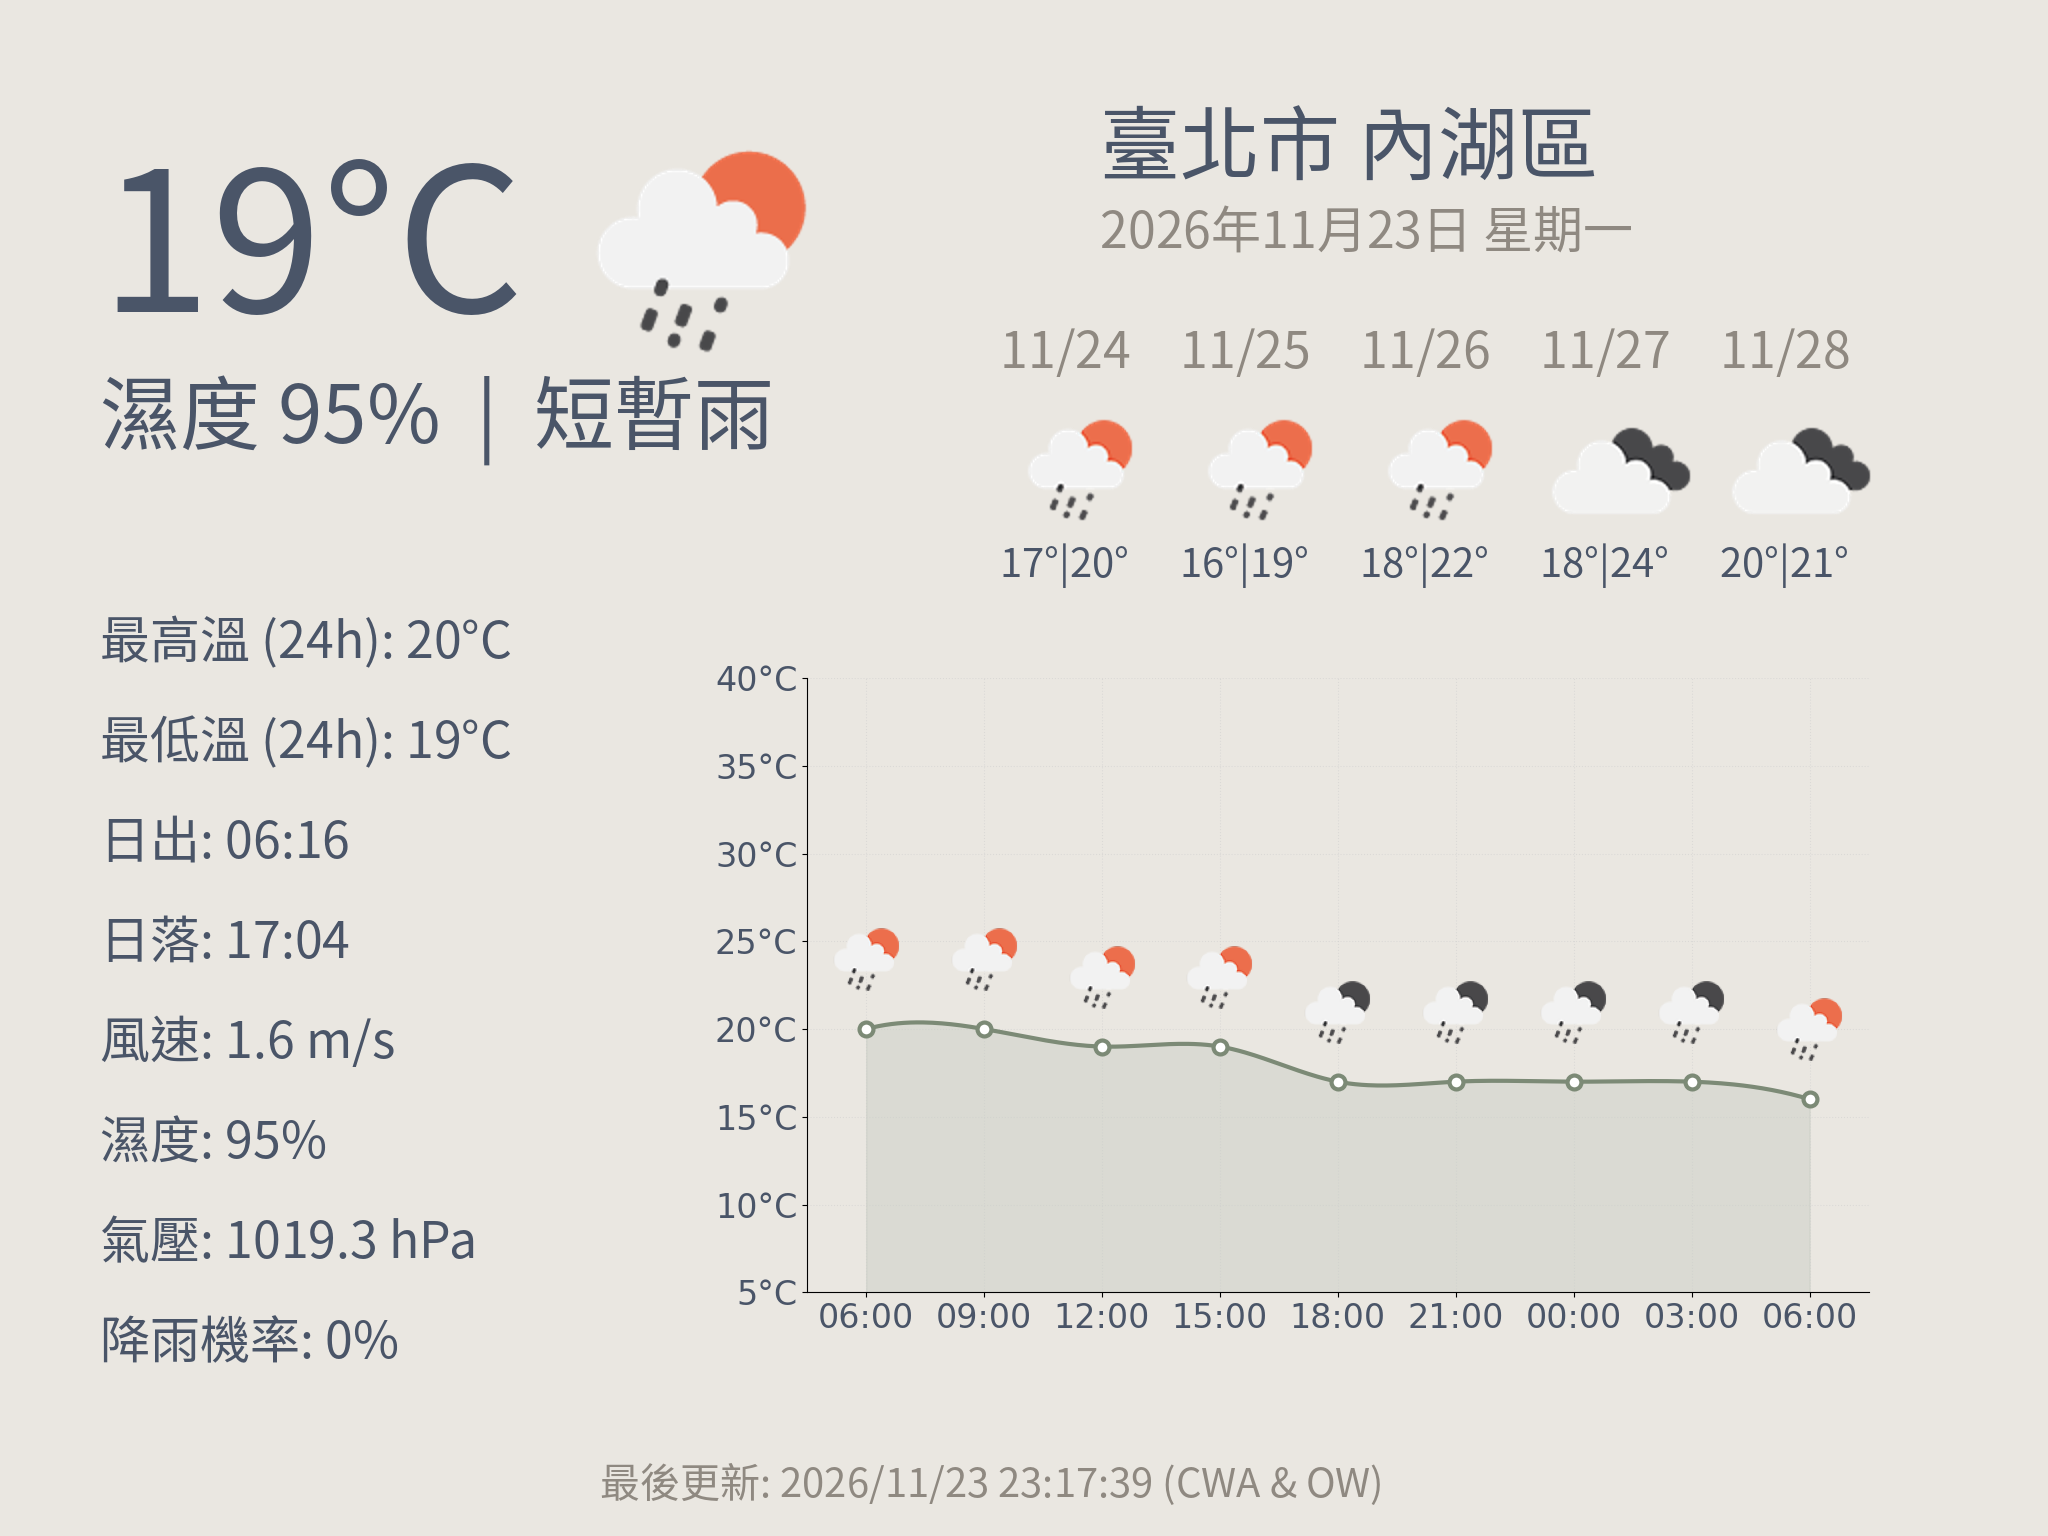 19°C
濕度 95% | 短暫雨
臺北市 內湖區
2026年11月23日 星期一
11/24 11/25 11/26 11/27 11/28
17°|20° 16°|19° 18°|22° 18°|24° 20°|21°
最高溫 (24h): 20°C
最低溫 (24h): 19°C
日出: 06:16
日落: 17:04
風速: 1.6 m/s
濕度: 95%
氣壓: 1019.3 hPa
降雨機率: 0%
40°C
35°C
30°C
25°C
20°C
15°C
10°C
5°C
06:00 09:00 12:00 15:00 18:00 21:00 00:00 03:00 06:00
最後更新: 2026/11/23 23:17:39 (CWA & OW)